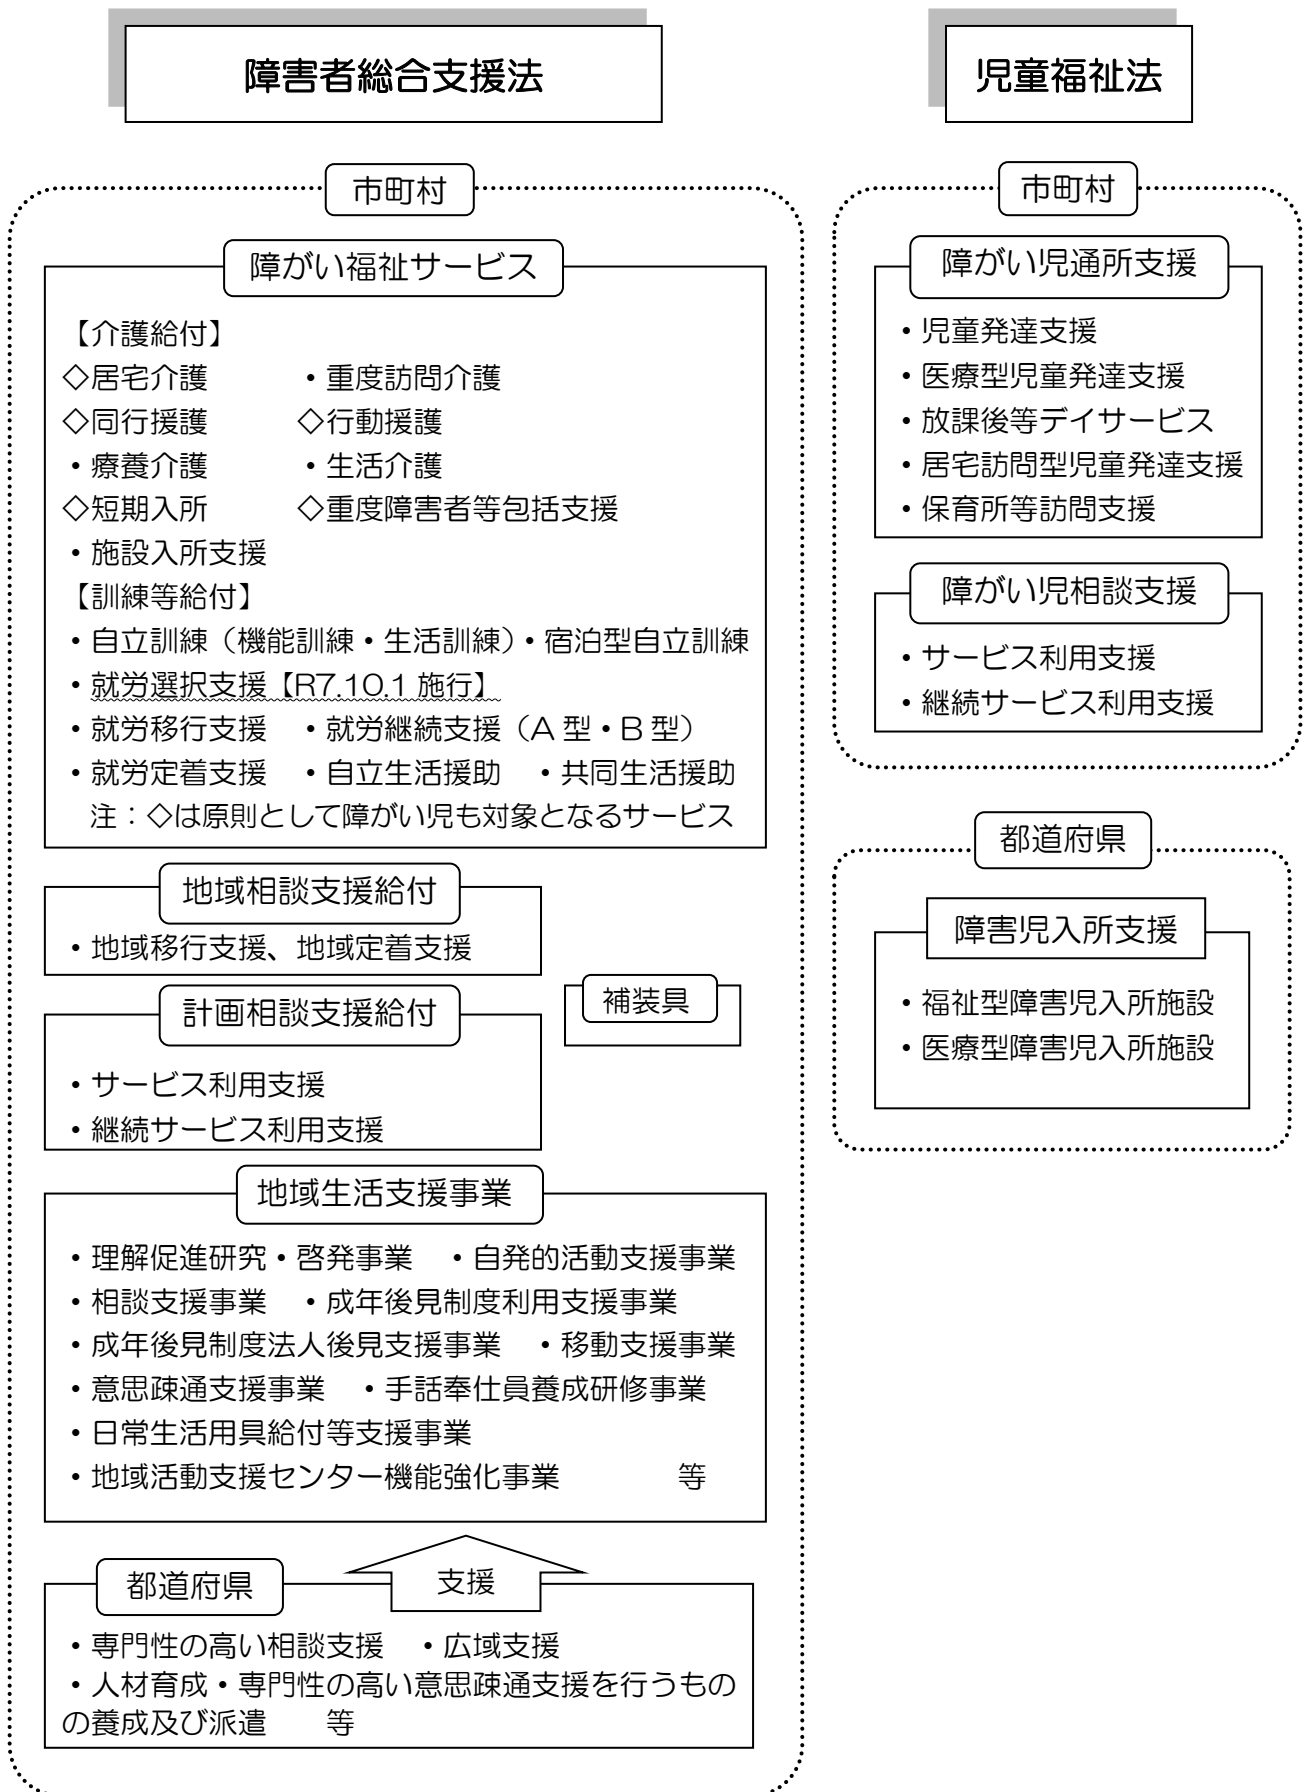 障害者総合支援法
市町村
障がい福祉サービス
【介護給付】
◇居宅介護　　　・重度訪問介護
◇同行援護　　　◇行動援護
・療養介護　　　・生活介護
◇短期入所　　　◇重度障害者等包括支援
・施設入所支援
【訓練等給付】
・自立訓練（機能訓練・生活訓練）・宿泊型自立訓練
・就労選択支援【R7.10.1 施行】
・就労移行支援　・就労継続支援（A 型・B 型）
・就労定着支援　・自立生活援助　・共同生活援助
注：◇は原則として障がい児も対象となるサービス
地域相談支援給付
・地域移行支援、地域定着支援
計画相談支援給付
・サービス利用支援
・継続サービス利用支援
補装具
地域生活支援事業
・理解促進研究・啓発事業　・自発的活動支援事業
・相談支援事業　・成年後見制度利用支援事業
・成年後見制度法人後見支援事業　・移動支援事業
・意思疎通支援事業　・手話奉仕員養成研修事業
・日常生活用具給付等支援事業
・地域活動支援センター機能強化事業　　　　等
支援
都道府県
・専門性の高い相談支援　・広域支援
・人材育成・専門性の高い意思疎通支援を行うもの
の養成及び派遣　　等
児童福祉法
市町村
障がい児通所支援
・児童発達支援
・医療型児童発達支援
・放課後等デイサービス
・居宅訪問型児童発達支援
・保育所等訪問支援
障がい児相談支援
・サービス利用支援
・継続サービス利用支援
都道府県
障害児入所支援
・福祉型障害児入所施設
・医療型障害児入所施設